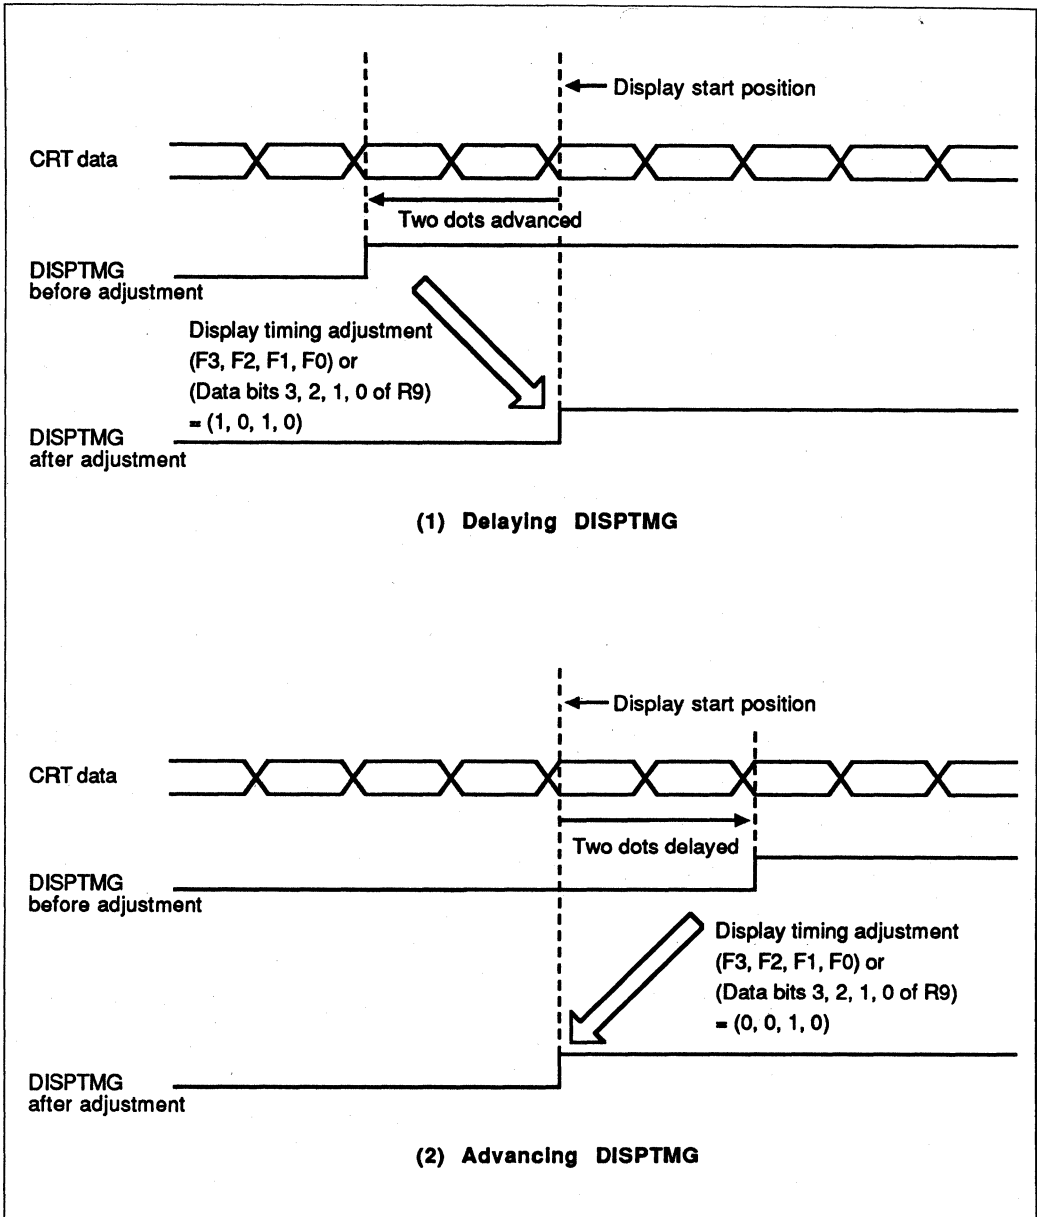 Display start position
CRT data
Two dots advanced
DISPTMG
before adjustment
Display timing adjustment
(F3, F2, F1, F0) or
(Data bits 3, 2, 1, 0 of R9)
= (1, 0, 1, 0)
DISPTMG
after adjustment
(1) Delaying DISPTMG
Display start position
CRT data
Two dots delayed
DISPTMG
before adjustment
Display timing adjustment
(F3, F2, F1, F0) or
(Data bits 3, 2, 1, 0 of R9)
= (0, 0, 1, 0)
DISPTMG
after adjustment
(2) Advancing DISPTMG